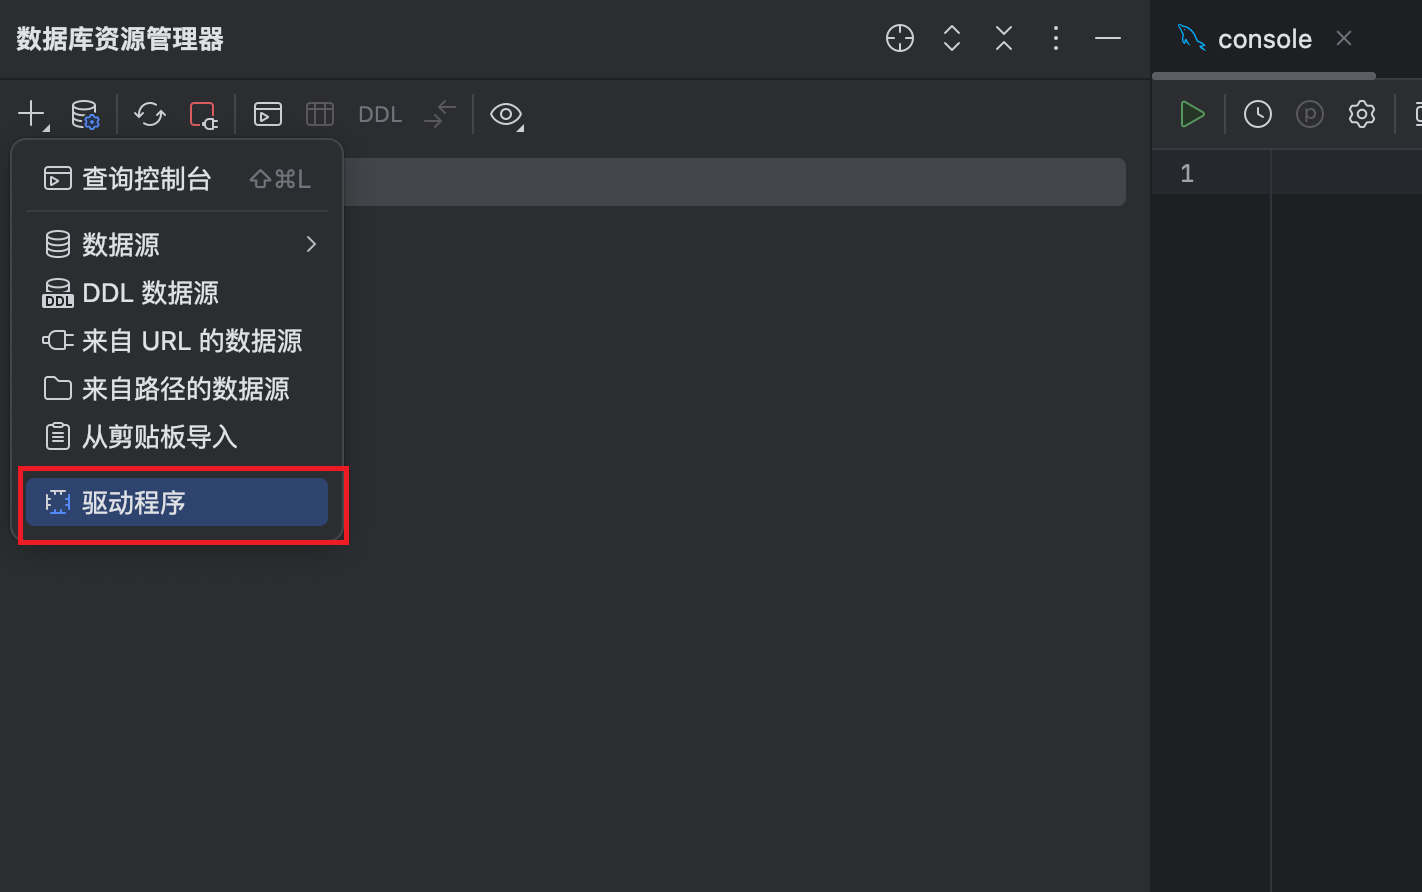 数据库资源管理器
console
DDL
查询控制台 ⇧⌘L
1
数据源
DDL 数据源
来自 URL 的数据源
来自路径的数据源
从剪贴板导入
驱动程序